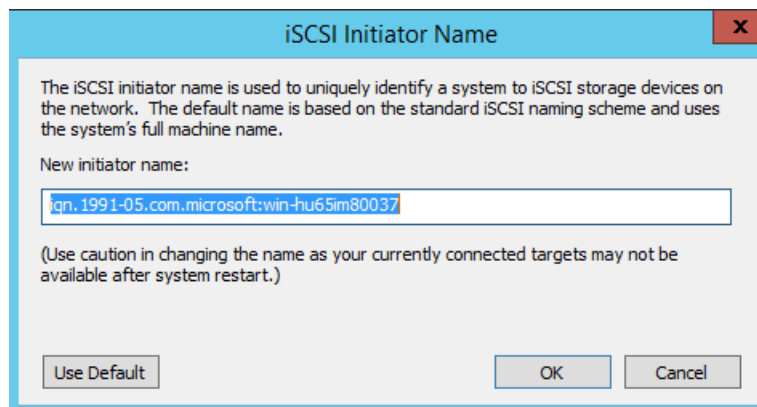 iSCSI Initiator Name
x
The iSCSI initiator name is used to uniquely identify a system to iSCSI storage devices on
the network.  The default name is based on the standard iSCSI naming scheme and uses
the system's full machine name.
New initiator name:
iqn.1991-05.com.microsoft:win-hu65im80037
(Use caution in changing the name as your currently connected targets may not be
available after system restart.)
Use Default
OK
Cancel